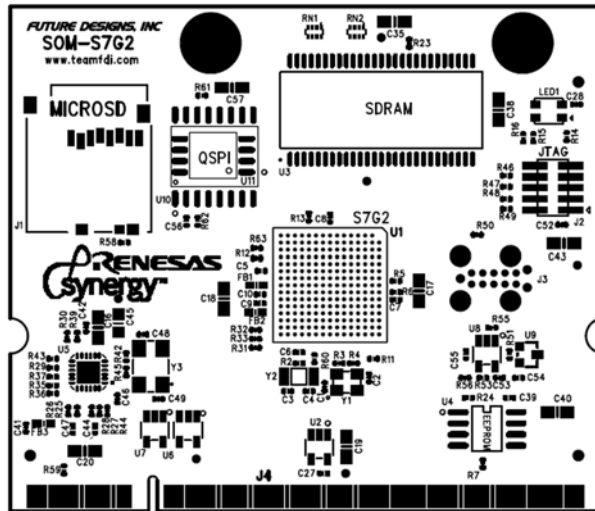 FUTURE DESIGNS, INC
SOM-S7G2
www.teamfdi.com
RN1 RN2 C35
R23
MICROSD
R61
C57
SDRAM
C38
LED1 C28
R16 R15 R14
QSPI
U11
U10
U3
JTAG
R46
R47
R48
R49
C52 J2
J1
C56 R62
R58
R13 C8 S7G2
U1
R50
C43
RENESAS
Synergy
R63
R12
C5
FB1
C10
C9
FB2
C18
R5
R6
C7
C17
J3
C42
R30 R39
C16 C45
C48
R32
R33
R31
R55
U8
R51 U9
U5
R43
R29
R37
R35
R36
R42
R45
C46
Y3
C49
C6
R2
Y2
C3 C4
R60
R3 R4
R11
C2
Y1
C55
R56 R53 C53 C54
C41
FB3
R26
R25
C47
C44
R28
R27
R44
U7 U6
U2
C19
U4
R24 C39
EEPROM
C40
R59
C20
C27
J4
R7